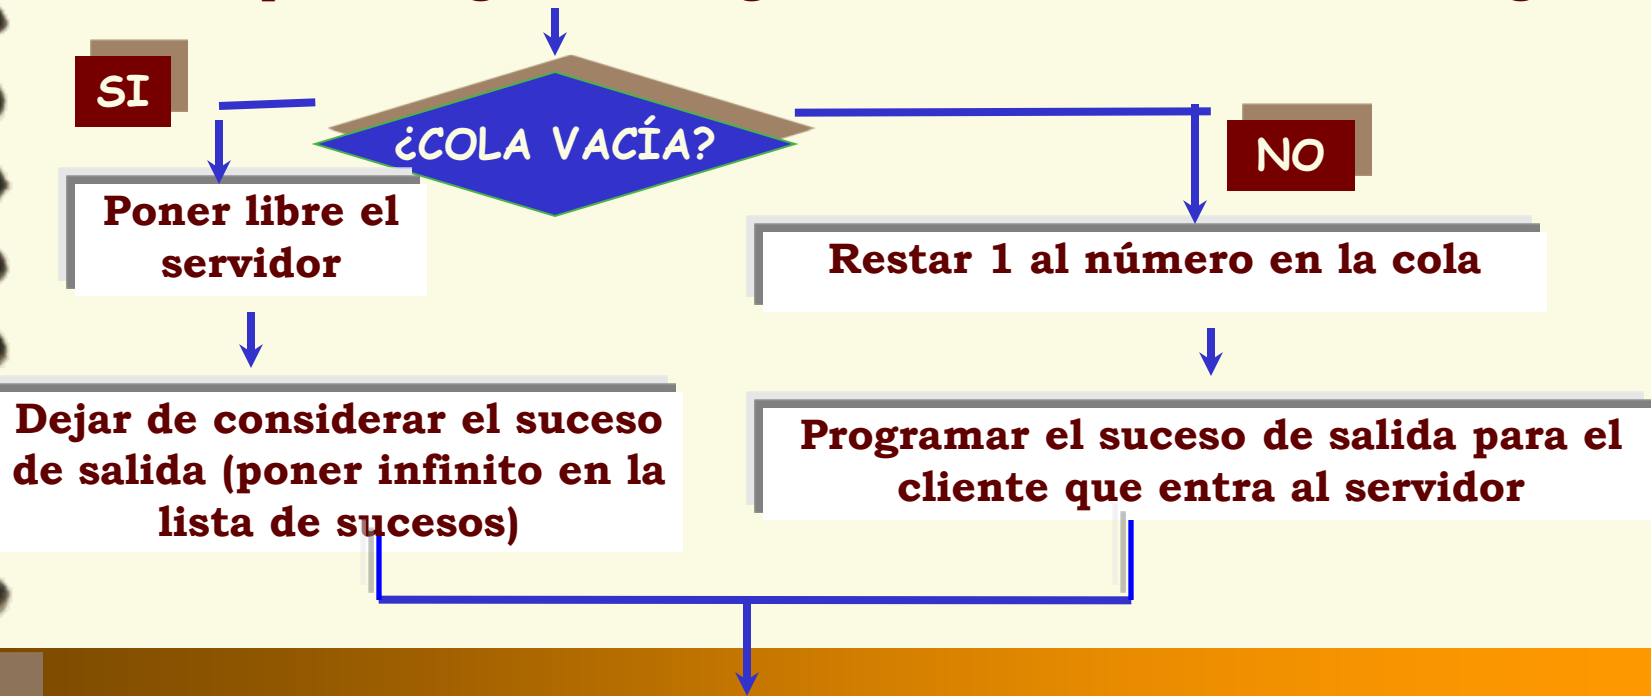 SI
¿COLA VACÍA?
NO
Poner libre el
servidor
Restar 1 al número en la cola
Dejar de considerar el suceso
de salida (poner infinito en la
lista de sucesos)
Programar el suceso de salida para el
cliente que entra al servidor